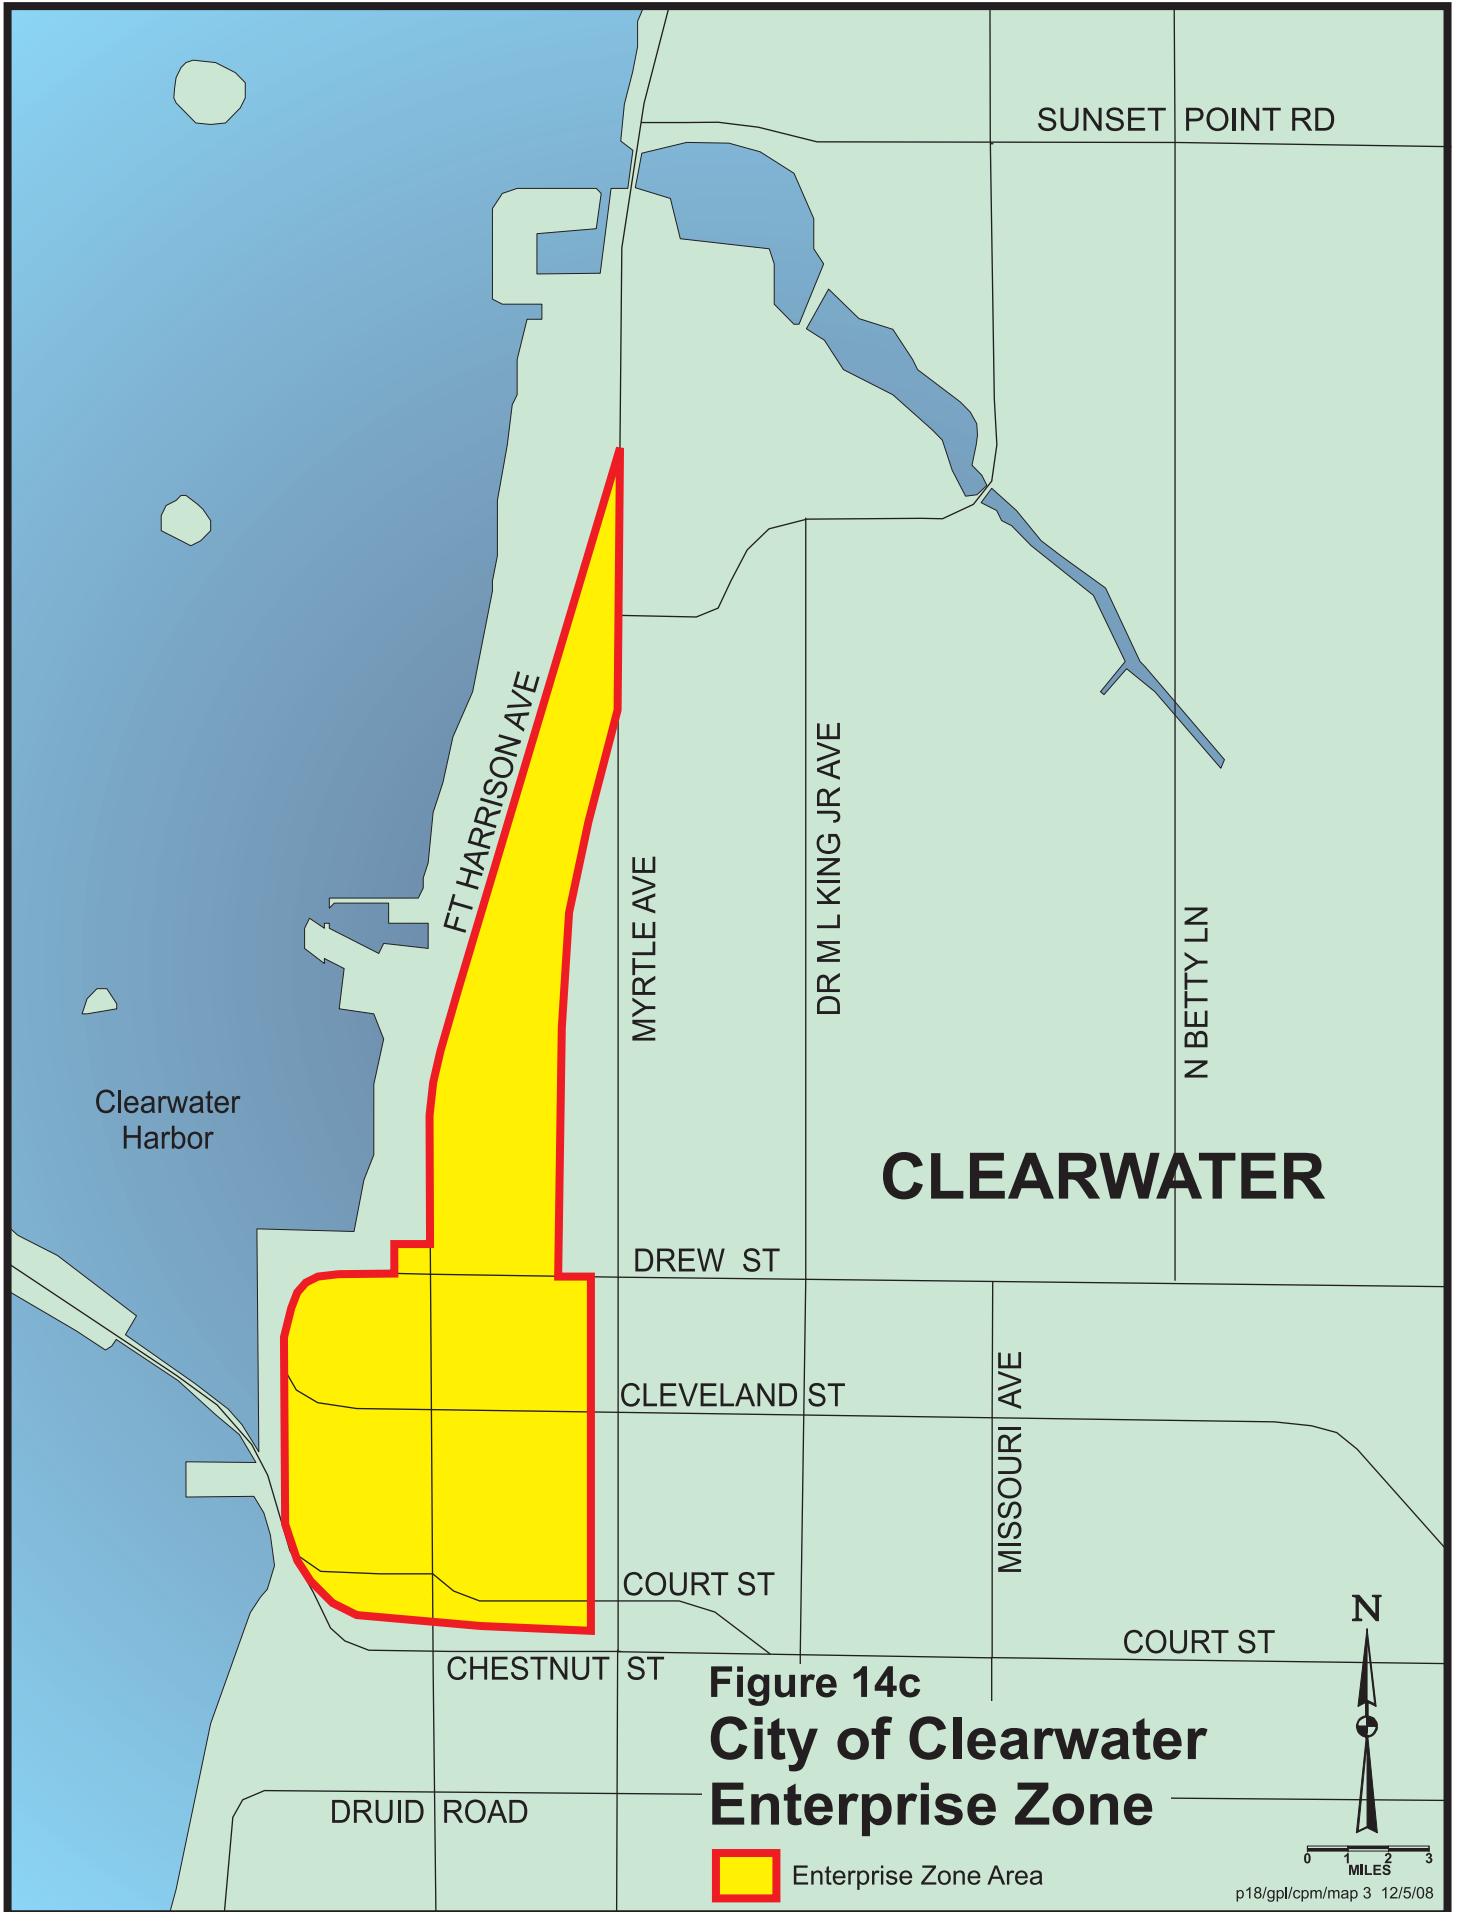 SUNSET POINT RD
FT HARRISON AVE
MYRTLE AVE
DR M L KING JR AVE
N BETTY LN
Clearwater
Harbor
CLEARWATER
DREW ST
CLEVELAND ST
MISSOURI AVE
COURT ST
COURT ST
CHESTNUT ST
DRUID ROAD
N
Figure 14c
City of Clearwater
Enterprise Zone
Enterprise Zone Area
0 1 2 3
MILES
p18/gpl/cpm/map 3 12/5/08